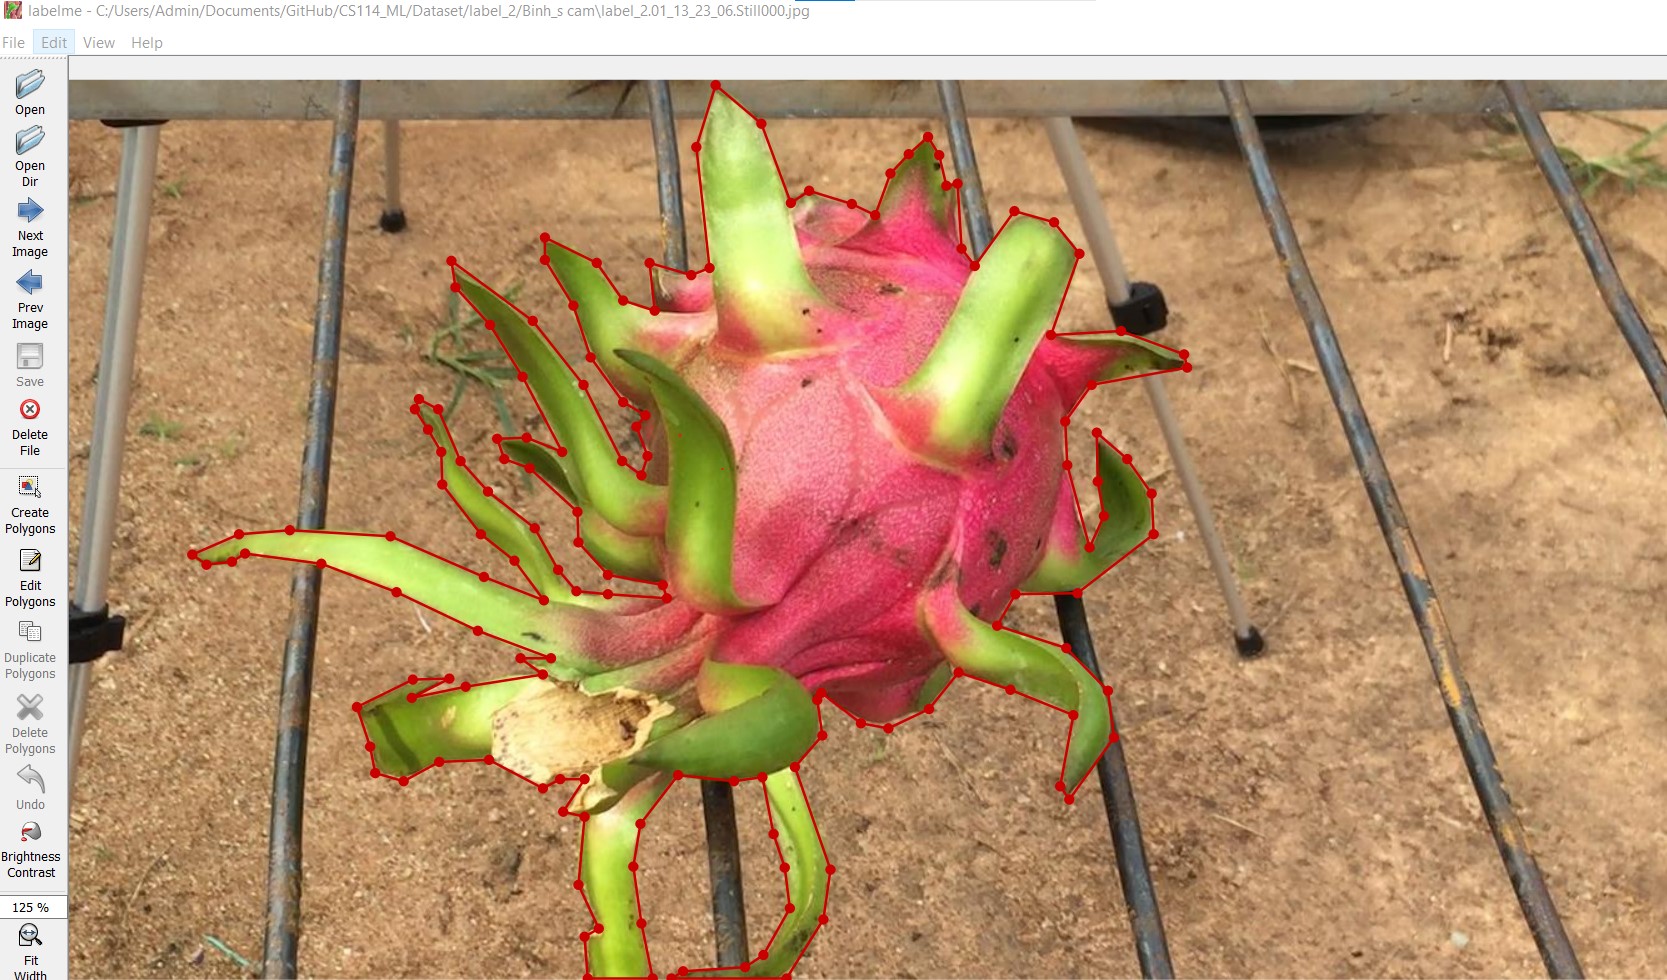 labelme - C:/Users/Admin/Documents/GitHub/CS114_ML/Dataset/label_2/Binh_s cam\label_2.01_13_23_06.Still000.jpg
File Edit View Help
Open
Open
Dir
Next
Image
Prev
Image
Save
Delete
File
Create
Polygons
Edit
Polygons
Duplicate
Polygons
Delete
Polygons
Undo
Brightness
Contrast
125 %
Fit
Width